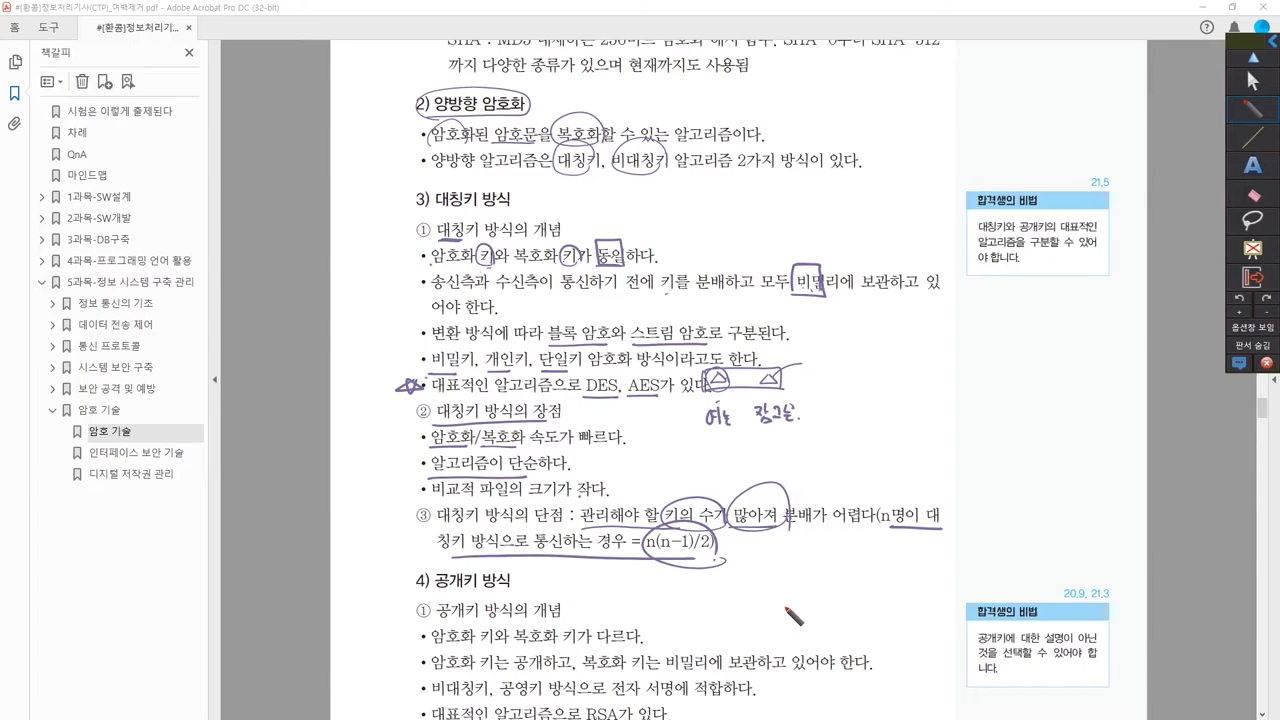 #[환콤]정보처리기사(CTP)_여백제거.pdf - Adobe Acrobat Pro DC (32-bit)
홈 도구 #[환콤]정보처리기... ×
책갈피
시험은 이렇게 출제된다
차례
QnA
마인드맵
1과목-SW설계
2과목-SW개발
3과목-DB구축
4과목-프로그래밍 언어 활용
5과목-정보 시스템 구축 관리
정보 통신의 기초
데이터 전송 제어
통신 프로토콜
시스템 보안 구축
보안 공격 및 예방
암호 기술
암호 기술
인터페이스 보안 기술
디지털 저작권 관리
까지 다양한 종류가 있으며 현재까지도 사용됨
2) 양방향 암호화
• 암호화된 암호문을 복호화할 수 있는 알고리즘이다.
• 양방향 알고리즘은 대칭키, 비대칭키 알고리즘 2가지 방식이 있다.
3) 대칭키 방식
① 대칭키 방식의 개념
• 암호화 키와 복호화 키가 동일하다.
• 송신측과 수신측이 통신하기 전에 키를 분배하고 모두 비밀리에 보관하고 있
어야 한다.
• 변환 방식에 따라 블록 암호와 스트림 암호로 구분된다.
• 비밀키, 개인키, 단일키 암호화 방식이라고도 한다.
• 대표적인 알고리즘으로 DES, AES가 있다.
여는 잠그는.
② 대칭키 방식의 장점
• 암호화/복호화 속도가 빠르다.
• 알고리즘이 단순하다.
• 비교적 파일의 크기가 작다.
③ 대칭키 방식의 단점 : 관리해야 할 키의 수가 많아져 분배가 어렵다(n명이 대
칭키 방식으로 통신하는 경우 = n(n-1)/2)
4) 공개키 방식
① 공개키 방식의 개념
• 암호화 키와 복호화 키가 다르다.
• 암호화 키는 공개하고, 복호화 키는 비밀리에 보관하고 있어야 한다.
• 비대칭키, 공영키 방식으로 전자 서명에 적합하다.
• 대표적인 알고리즘으로 RSA가 있다
21.5
합격생의 비법
대칭키와 공개키의 대표적인
알고리즘을 구분할 수 있어
야 합니다.
20.9, 21.3
합격생의 비법
공개키에 대한 설명이 아닌
것을 선택할 수 있어야 합
니다.
옵션창 보임
판서 숨김